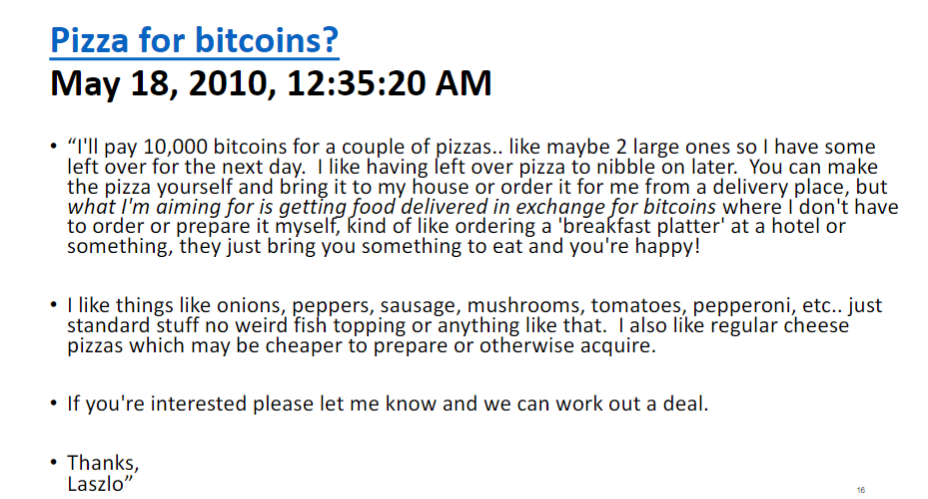 Pizza for bitcoins?
May 18, 2010, 12:35:20 AM
• “I'll pay 10,000 bitcoins for a couple of pizzas.. like maybe 2 large ones so I have some
left over for the next day.  I like having left over pizza to nibble on later.  You can make
the pizza yourself and bring it to my house or order it for me from a delivery place, but
what I'm aiming for is getting food delivered in exchange for bitcoins where I don't have
to order or prepare it myself, kind of like ordering a 'breakfast platter' at a hotel or
something, they just bring you something to eat and you're happy!
• I like things like onions, peppers, sausage, mushrooms, tomatoes, pepperoni, etc.. just
standard stuff no weird fish topping or anything like that.  I also like regular cheese
pizzas which may be cheaper to prepare or otherwise acquire.
• If you're interested please let me know and we can work out a deal.
• Thanks,
Laszlo”
16